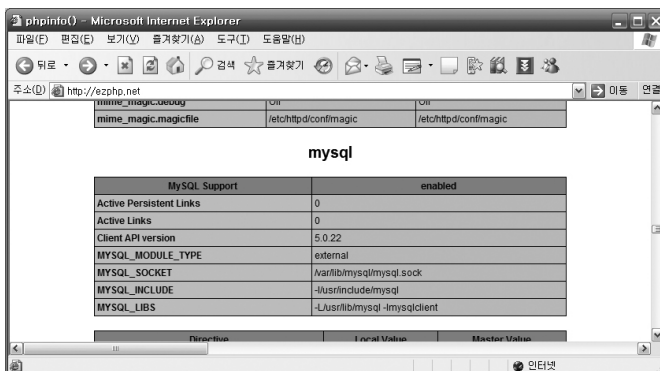 phpinfo() - Microsoft Internet Explorer
파일(F) 편집(E) 보기(V) 즐겨찾기(A) 도구(T) 도움말(H)
뒤로 검색 즐겨찾기
주소(D) http://ezphp.net 이동 연결
mime_magic.debug Off Off
mime_magic.magicfile /etc/httpd/conf/magic /etc/httpd/conf/magic
mysql
MySQL Support enabled
Active Persistent Links 0
Active Links 0
Client API version 5.0.22
MYSQL_MODULE_TYPE external
MYSQL_SOCKET /var/lib/mysql/mysql.sock
MYSQL_INCLUDE -I/usr/include/mysql
MYSQL_LIBS -L/usr/lib/mysql -lmysqlclient
Directive Local Value Master Value
인터넷